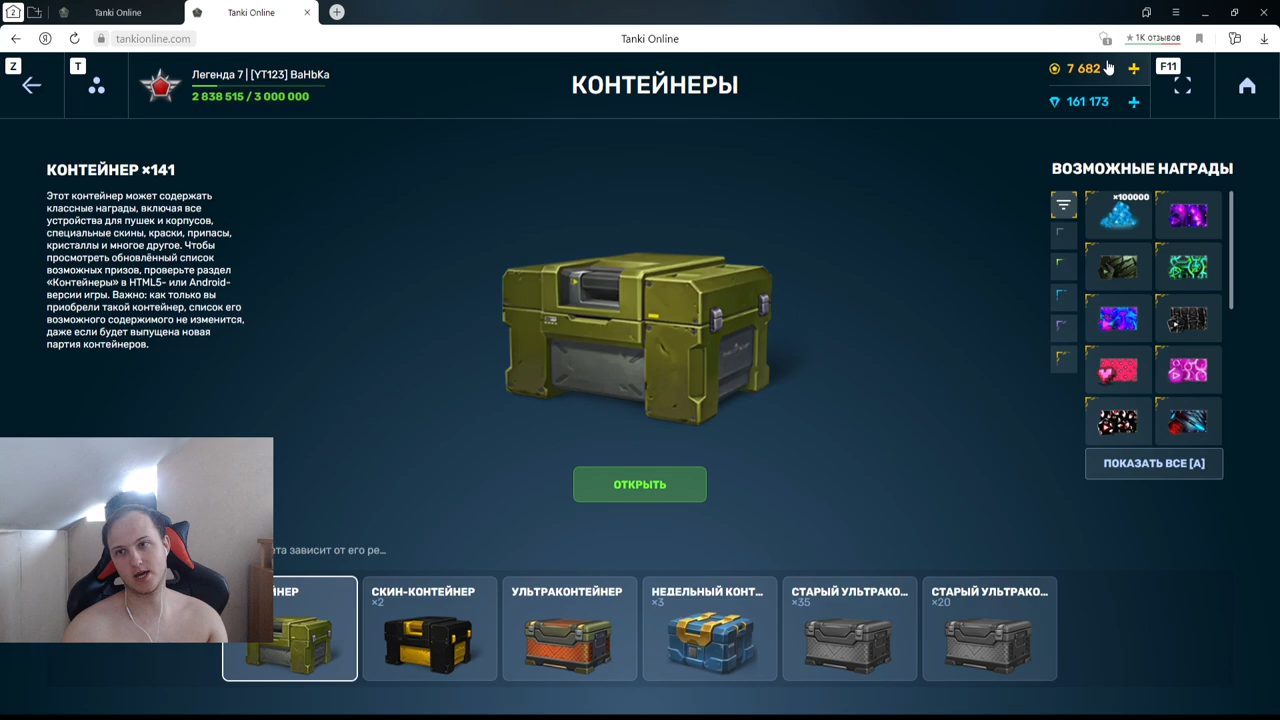 2
Tanki Online
Tanki Online
tankionline.com
Tanki Online
1K отзывов
Z
T
Легенда 7 | [YT123] BaHbKa
2 838 515 / 3 000 000
КОНТЕЙНЕРЫ
7 682
161 173
F11
КОНТЕЙНЕР ×141
Этот контейнер может содержать
классные награды, включая все
устройства для пушек и корпусов,
специальные скины, краски, припасы,
кристаллы и многое другое. Чтобы
просмотреть обновлённый список
возможных призов, проверьте раздел
«Контейнеры» в HTML5- или Android-
версии игры. Важно: как только вы
приобрели такой контейнер, список его
возможного содержимого не изменится,
даже если будет выпущена новая
партия контейнеров.
ВОЗМОЖНЫЕ НАГРАДЫ
×100000
ПОКАЗАТЬ ВСЕ [A]
ОТКРЫТЬ
ета зависит от его ре...
ЙНЕР
СКИН-КОНТЕЙНЕР
×2
УЛЬТРАКОНТЕЙНЕР
НЕДЕЛЬНЫЙ КОНТ...
×3
СТАРЫЙ УЛЬТРАКО...
×35
СТАРЫЙ УЛЬТРАКО...
×20